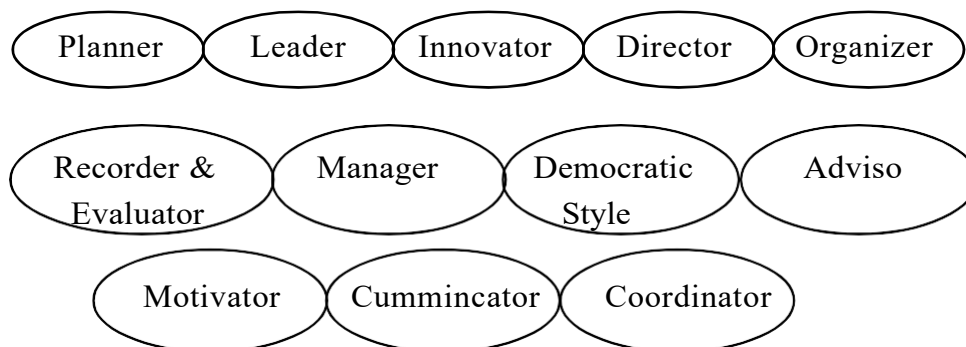 Planner Leader Innovator Director Organizer
Recorder & Manager Democratic Adviso
Evaluator Style
Motivator Cummincator Coordinator